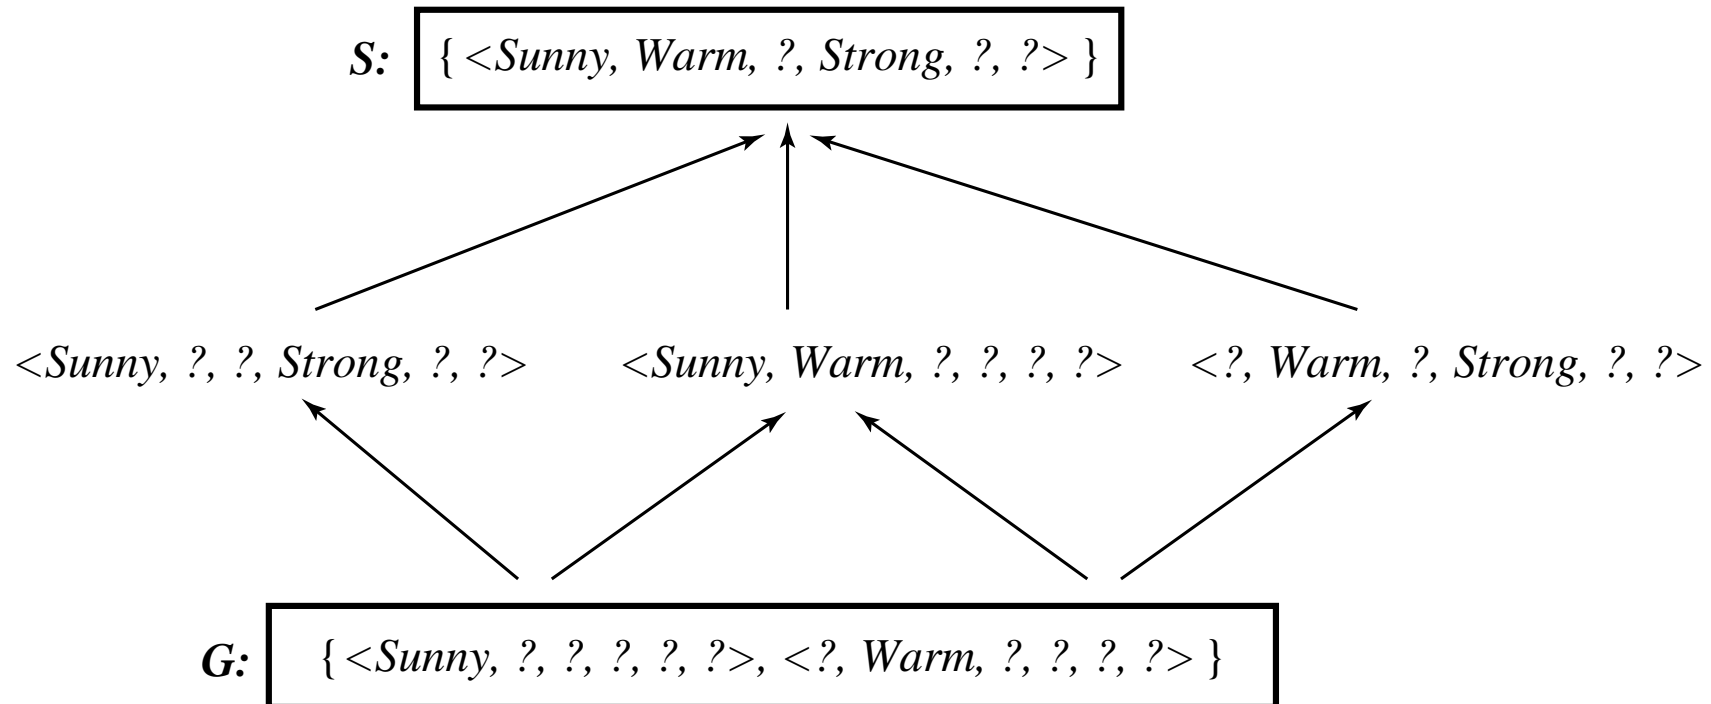 S: { <Sunny, Warm, ?, Strong, ?, ?> }
<Sunny, ?, ?, Strong, ?, ?> <Sunny, Warm, ?, ?, ?, ?> <?, Warm, ?, Strong, ?, ?>
G: { <Sunny, ?, ?, ?, ?, ?>, <?, Warm, ?, ?, ?, ?> }